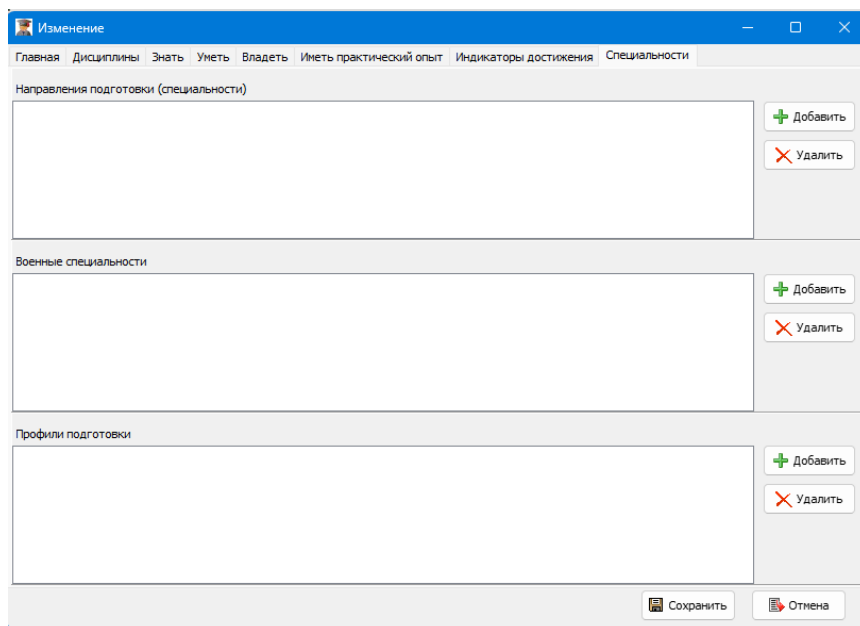 Изменение
Главная Дисциплины Знать Уметь Владеть Иметь практический опыт Индикаторы достижения Специальности
Направления подготовки (специальности)
Добавить
Удалить
Военные специальности
Добавить
Удалить
Профили подготовки
Добавить
Удалить
Сохранить Отмена